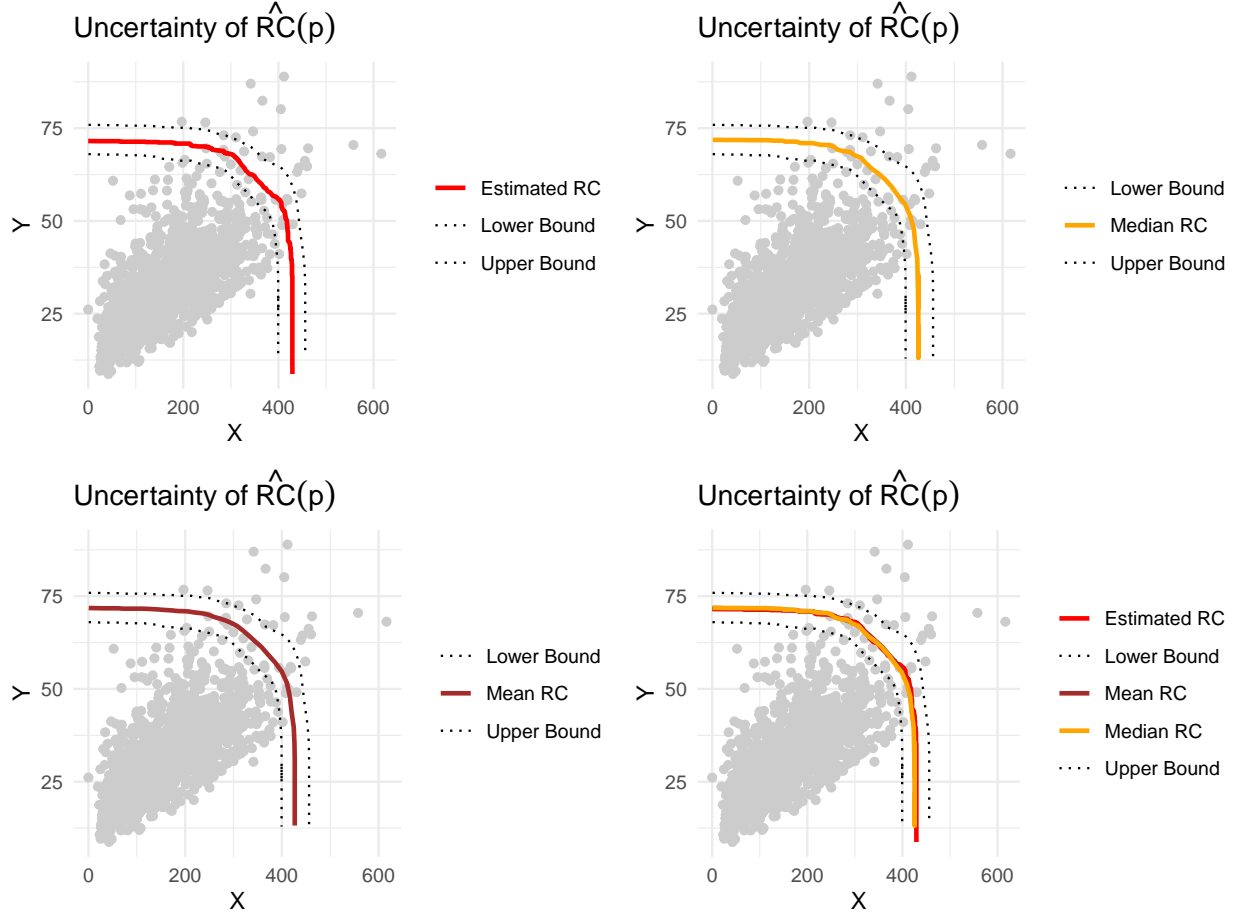 Uncertainty of R̂C(p)
Y
75
50
25
0 200 400 600
X
Estimated RC
Lower Bound
Upper Bound
Uncertainty of R̂C(p)
Y
75
50
25
0 200 400 600
X
Lower Bound
Median RC
Upper Bound
Uncertainty of R̂C(p)
Y
75
50
25
0 200 400 600
X
Lower Bound
Mean RC
Upper Bound
Uncertainty of R̂C(p)
Y
75
50
25
0 200 400 600
X
Estimated RC
Lower Bound
Mean RC
Median RC
Upper Bound